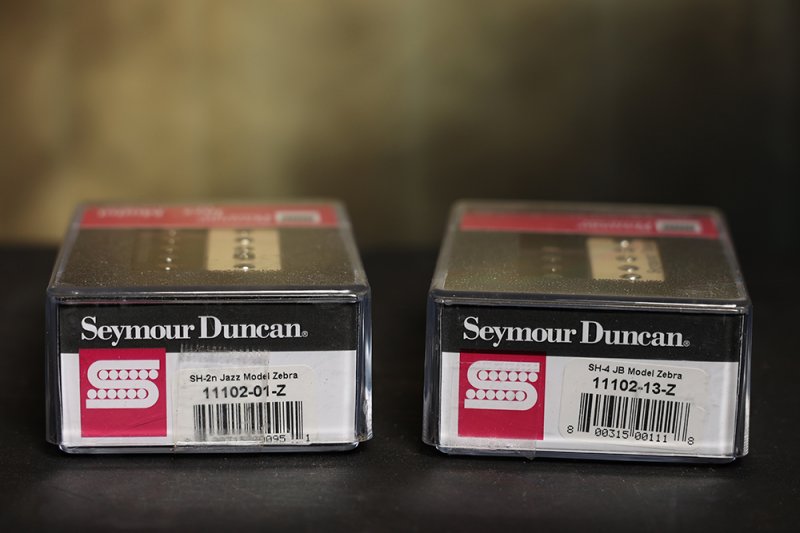 Seymour Duncan®
SH-2n Jazz Model Zebra
11102-01-Z
Seymour Duncan®
SH-4 JB Model Zebra
11102-13-Z
8 00315 00111 8